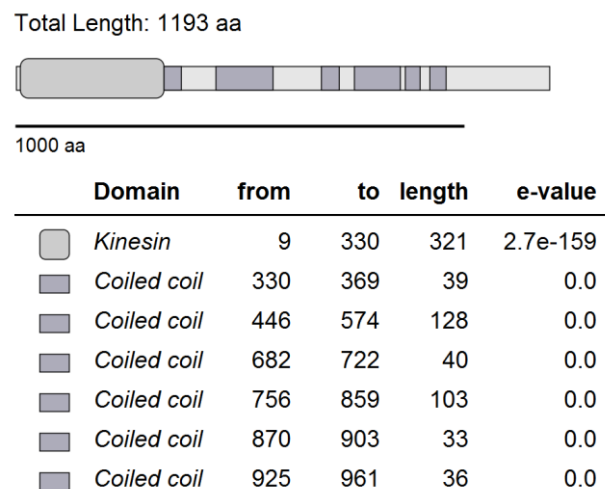 Total Length: 1193 aa
1000 aa
Domain from to length e-value
Kinesin 9 330 321 2.7e-159
Coiled coil 330 369 39 0.0
Coiled coil 446 574 128 0.0
Coiled coil 682 722 40 0.0
Coiled coil 756 859 103 0.0
Coiled coil 870 903 33 0.0
Coiled coil 925 961 36 0.0